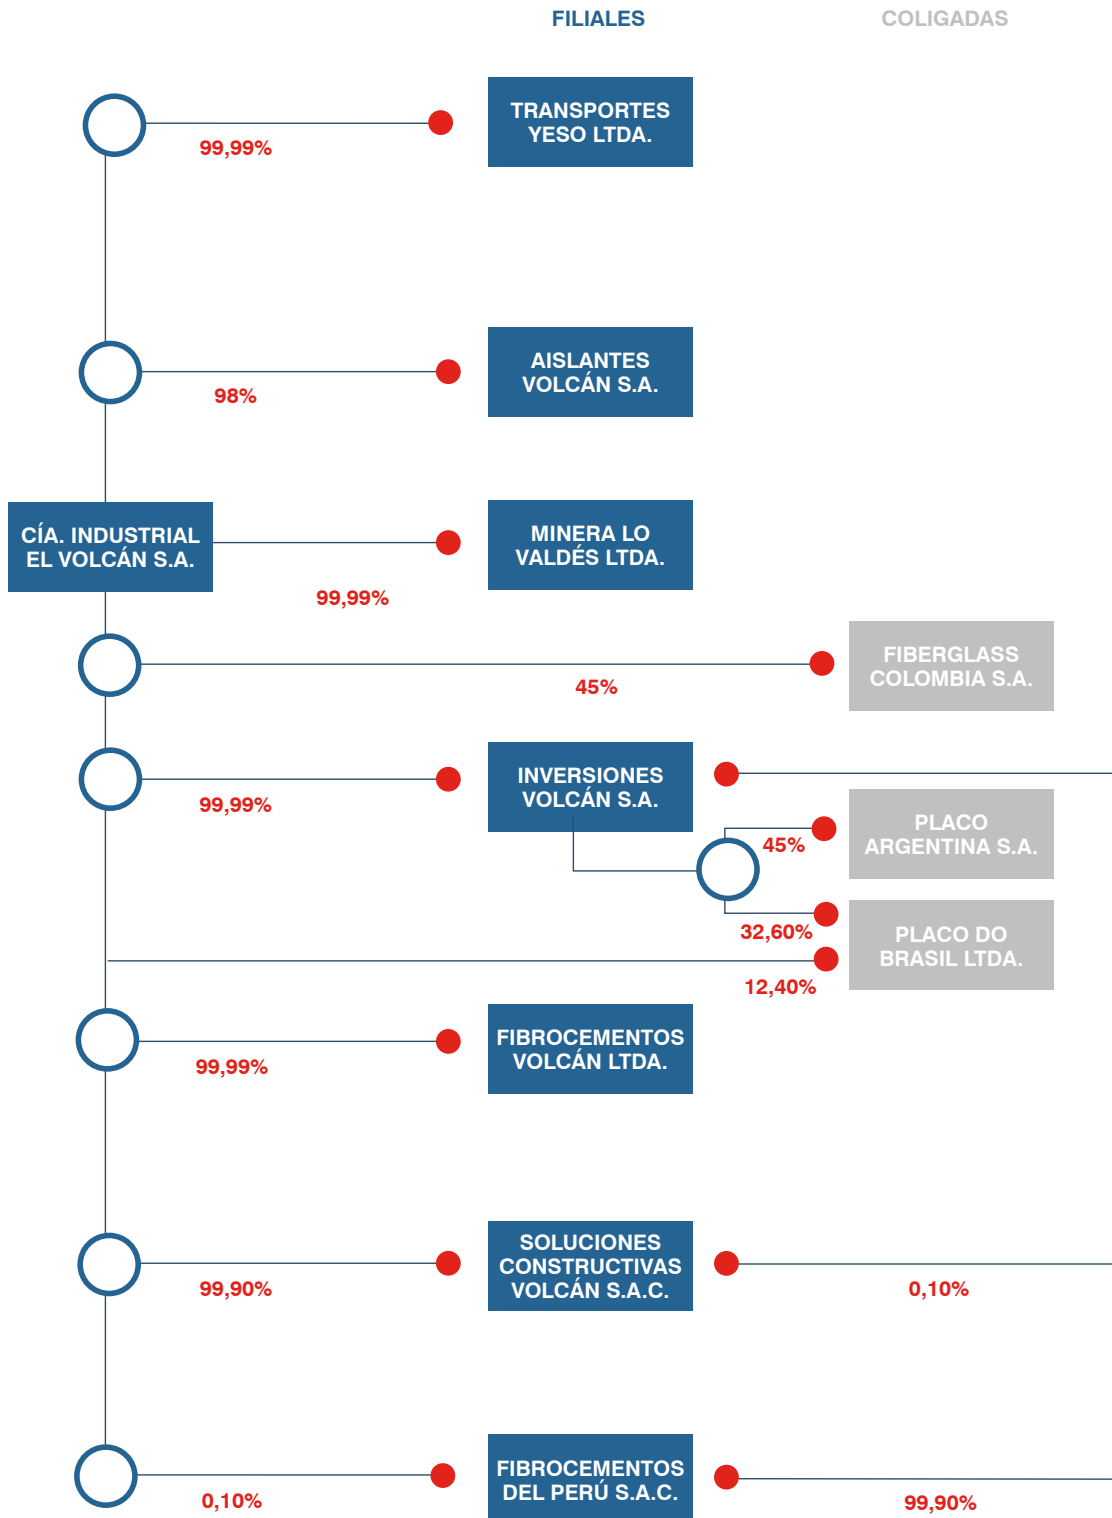 FILIALES
COLIGADAS
TRANSPORTES
YESO LTDA.
99,99%
AISLANTES
VOLCÁN S.A.
98%
CÍA. INDUSTRIAL
EL VOLCÁN S.A.
MINERA LO
VALDÉS LTDA.
99,99%
FIBERGLASS
COLOMBIA S.A.
45%
INVERSIONES
VOLCÁN S.A.
99,99%
PLACO
ARGENTINA S.A.
45%
PLACO DO
BRASIL LTDA.
32,60%
12,40%
FIBROCEMENTOS
VOLCÁN LTDA.
99,99%
SOLUCIONES
CONSTRUCTIVAS
VOLCÁN S.A.C.
99,90%
0,10%
FIBROCEMENTOS
DEL PERÚ S.A.C.
0,10%
99,90%